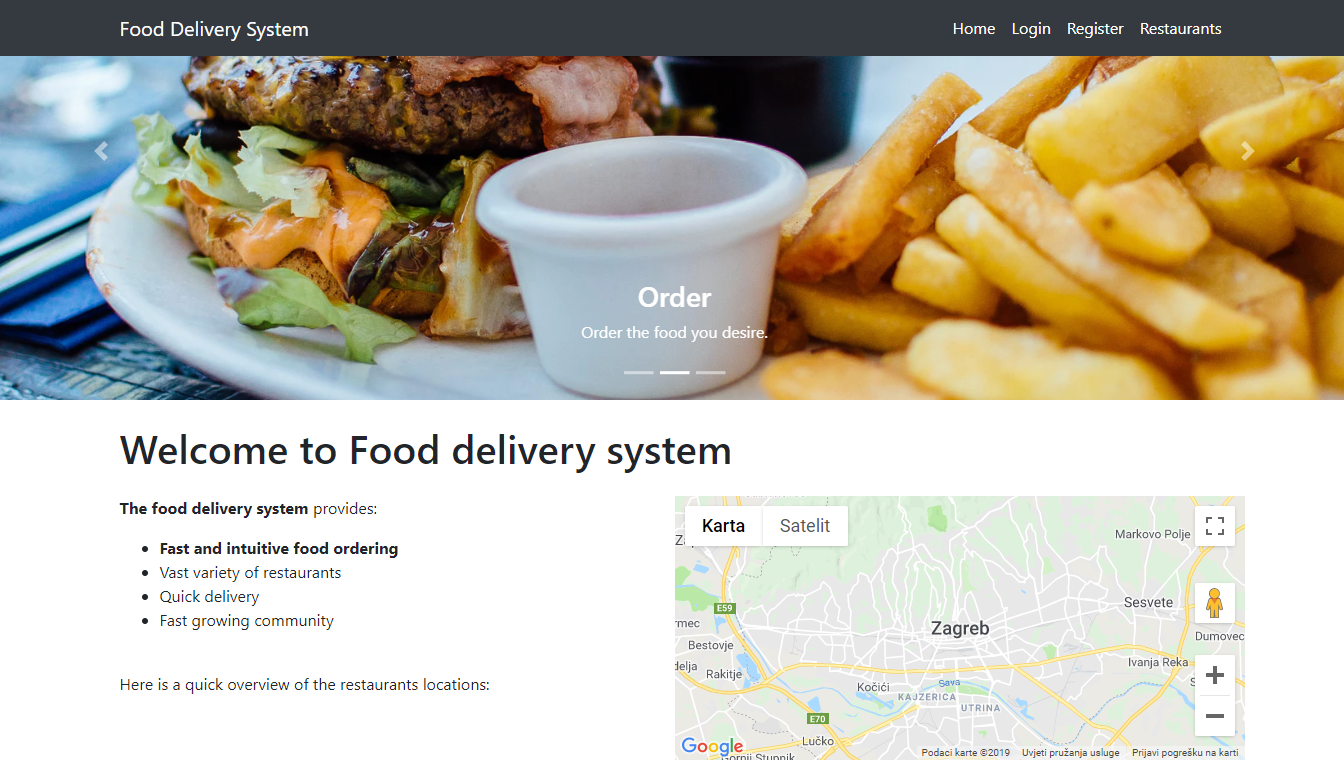 Food Delivery System
Home Login Register Restaurants
Order
Order the food you desire.
Welcome to Food delivery system
The food delivery system provides:
Fast and intuitive food ordering
Vast variety of restaurants
Quick delivery
Fast growing community
Here is a quick overview of the restaurants locations:
Karta Satelit
Markovo Polje
Sesvete
E59
Zagreb
Dumovec
Bestovje
Ivanja Reka
Rakitje
Sava
Kočići
KAJZERICA
UTRINA
E70
Lučko
Google
Podaci karte ©2019 Uvjeti pružanja usluge Prijavi pogrešku na karti
Gornji Stupnik